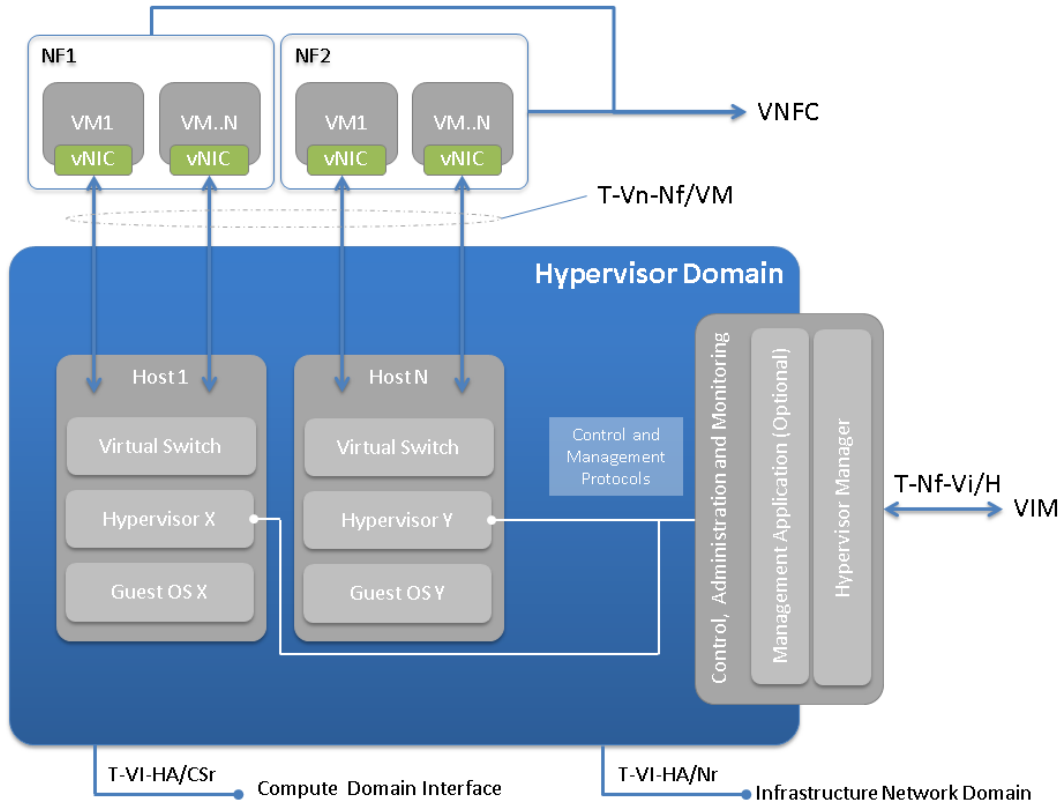 NF1
NF2
VM1
VM..N
VM1
VM..N
vNIC
vNIC
vNIC
vNIC
VNFC
T-Vn-Nf/VM
Hypervisor Domain
Host 1
Host N
Virtual Switch
Virtual Switch
Hypervisor X
Hypervisor Y
Guest OS X
Guest OS Y
Control and
Management
Protocols
Control, Administration and Monitoring
Management Application (Optional)
Hypervisor Manager
T-Nf-Vi/H
VIM
T-VI-HA/CSr
Compute Domain Interface
T-VI-HA/Nr
Infrastructure Network Domain